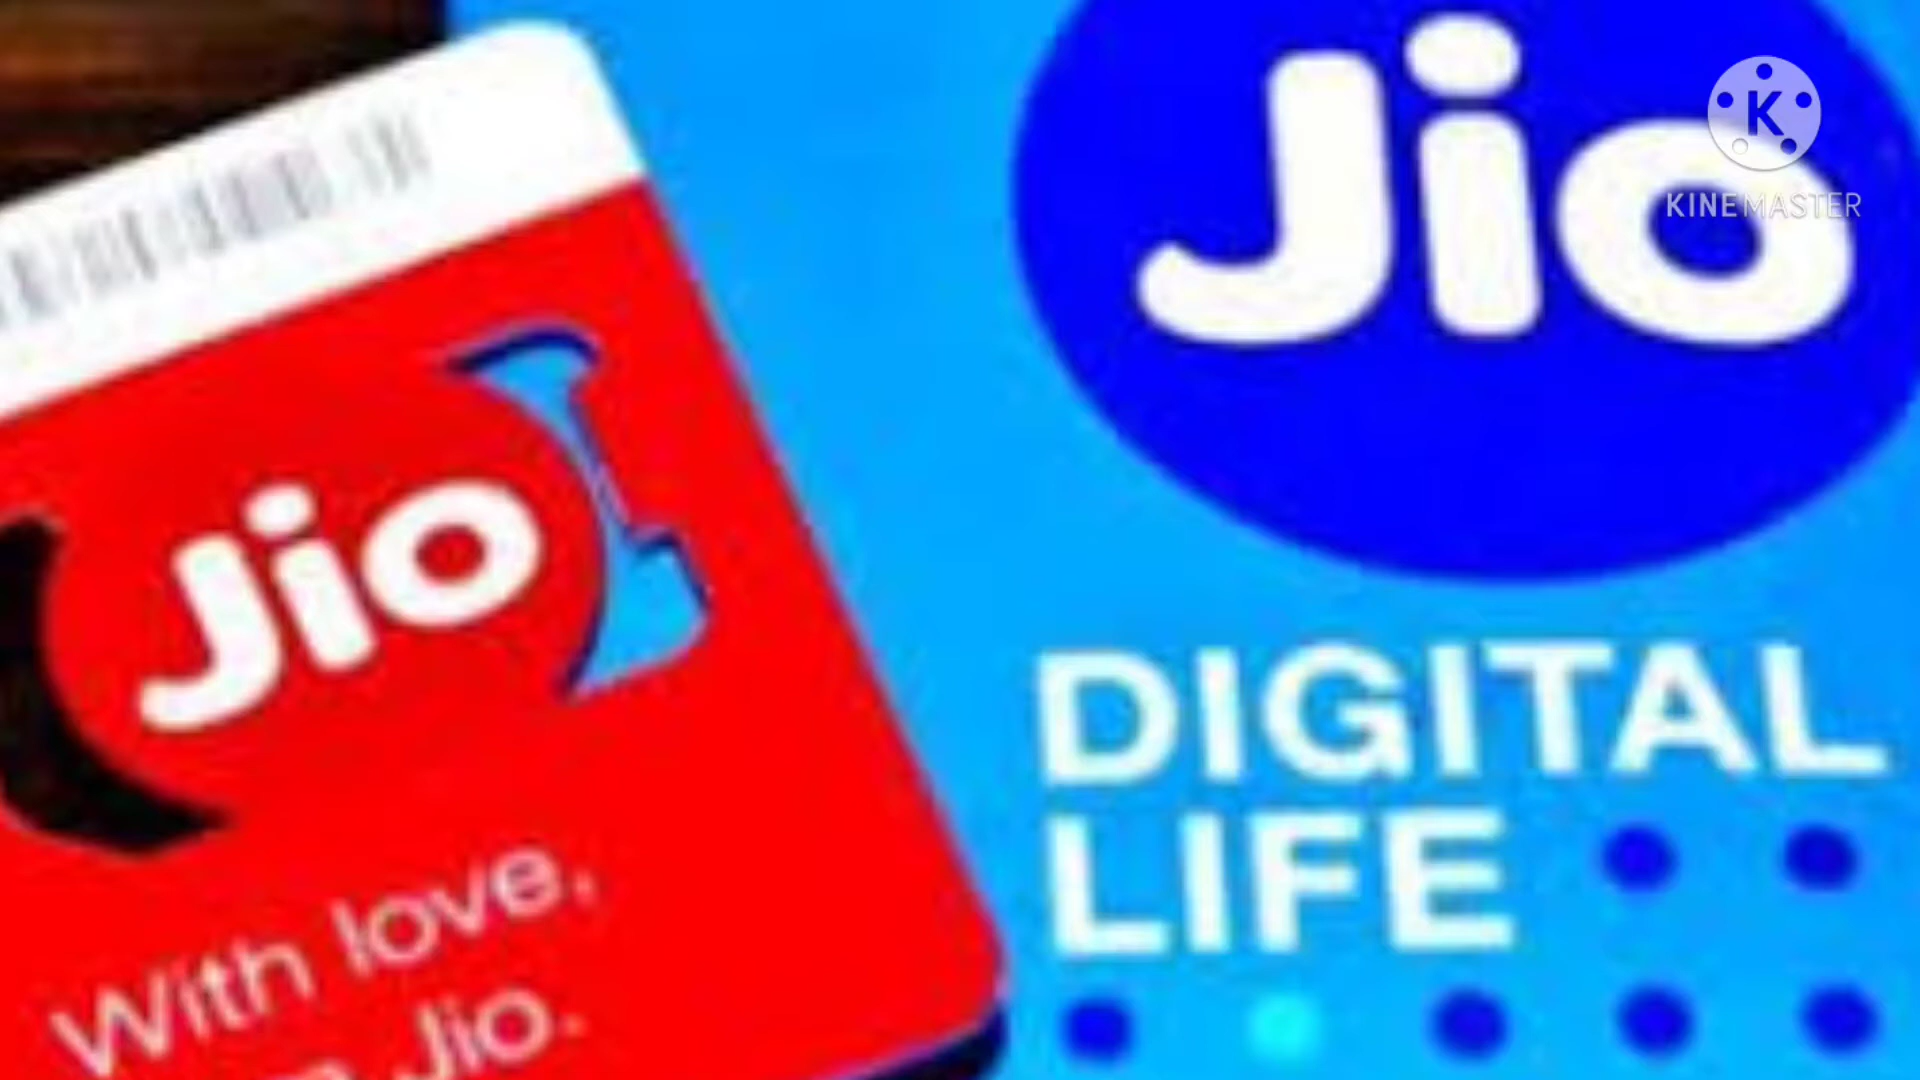 Jio
With love,
Jio.
Jio
DIGITAL
LIFE
K
KINEMASTER